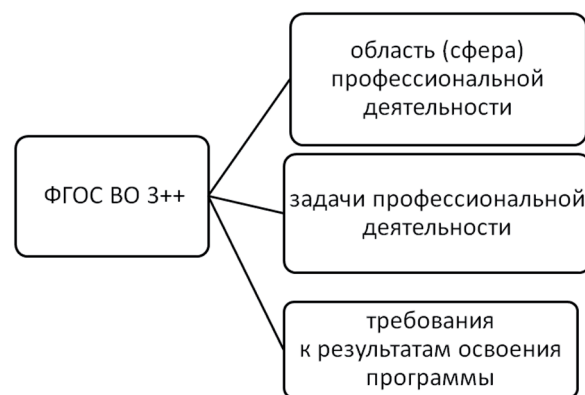 область (сфера)
профессиональной
деятельности
ФГОС ВО 3++
задачи профессиональной
деятельности
требования
к результатам освоения
программы